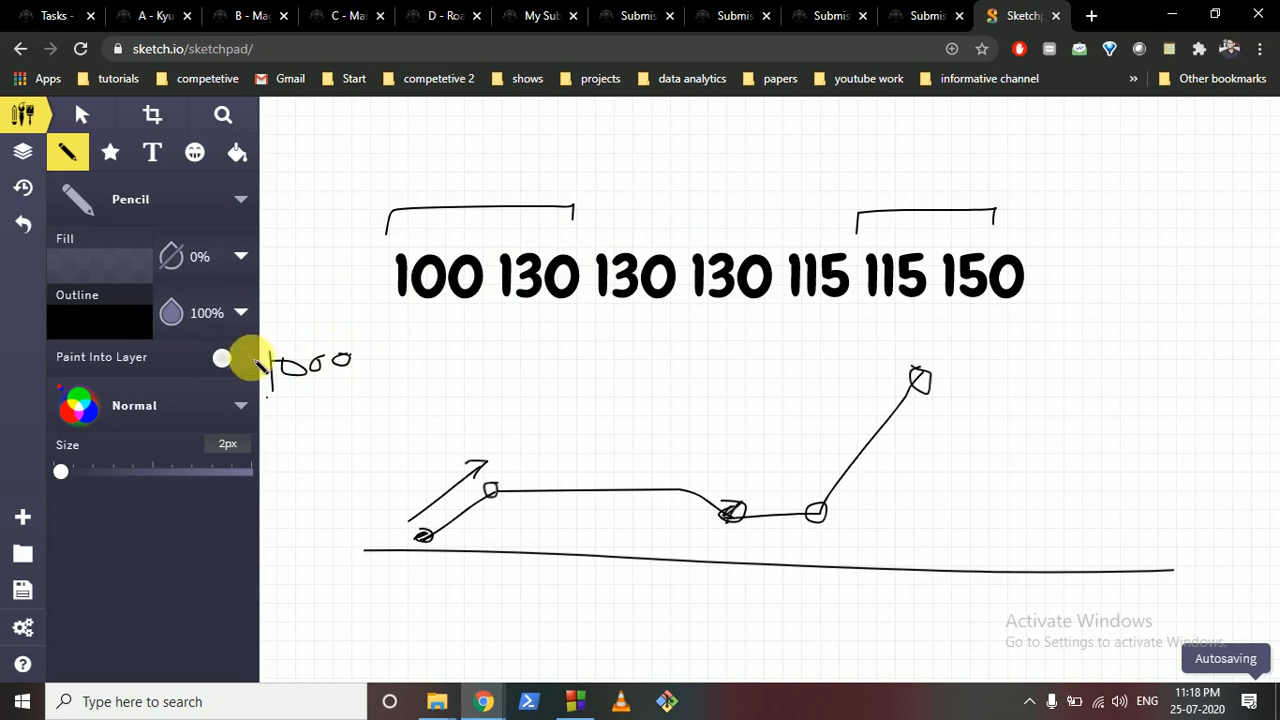 Tasks -
A - Kyu
B - Ma
C - Ma
D - Roa
My Sub
Submis
Submis
Submis
Submis
Sketchp
sketch.io/sketchpad/
Apps
tutorials
competetive
Gmail
Start
competetive 2
shows
projects
data analytics
papers
youtube work
informative channel
»
Other bookmarks
Pencil
Fill
0%
Outline
100%
Paint Into Layer
Normal
Size
2px
100 130 130 130 115 115 150
1000
Activate Windows
Go to Settings to activate Windows.
Autosaving
Type here to search
ENG
11:18 PM
25-07-2020